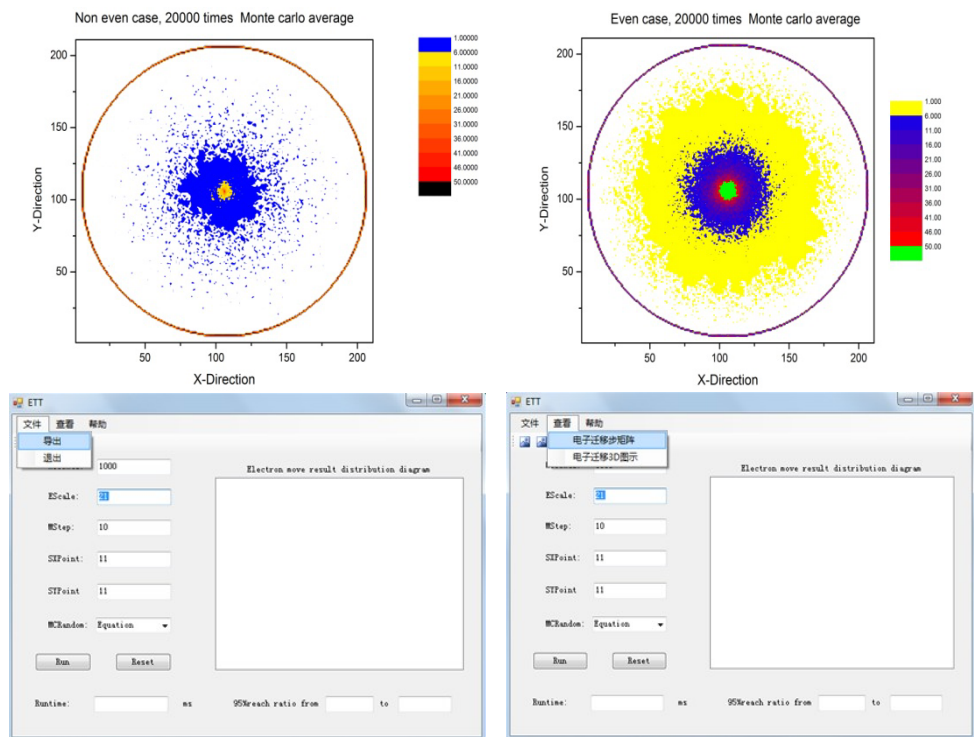 Non even case, 20000 times Monte carlo average
210
150
100
50
Y-Direction
50
100
150
200
X-Direction
1.00000
6.00000
11.0000
16.0000
21.0000
26.0000
31.0000
36.0000
41.0000
46.0000
50.0000
Even case, 20000 times Monte carlo average
200
150
100
50
Y-Direction
50
100
150
200
X-Direction
1.000
6.000
11.00
16.00
21.00
26.00
31.00
36.00
41.00
46.00
50.00
ETT
文件 查看 帮助
导出
退出
1000
EScale: 21
MStep: 10
SXPoint: 11
SYPoint 11
MCRandom: Equation
Run Reset
Runtime: ms
Electron move result distribution diagram
95%reach ratio from to
ETT
文件 查看 帮助
电子迁移步矩阵
电子迁移3D图示
EScale: 21
MStep: 10
SXPoint: 11
SYPoint 11
MCRandom: Equation
Run Reset
Runtime: ms
Electron move result distribution diagram
95%reach ratio from to